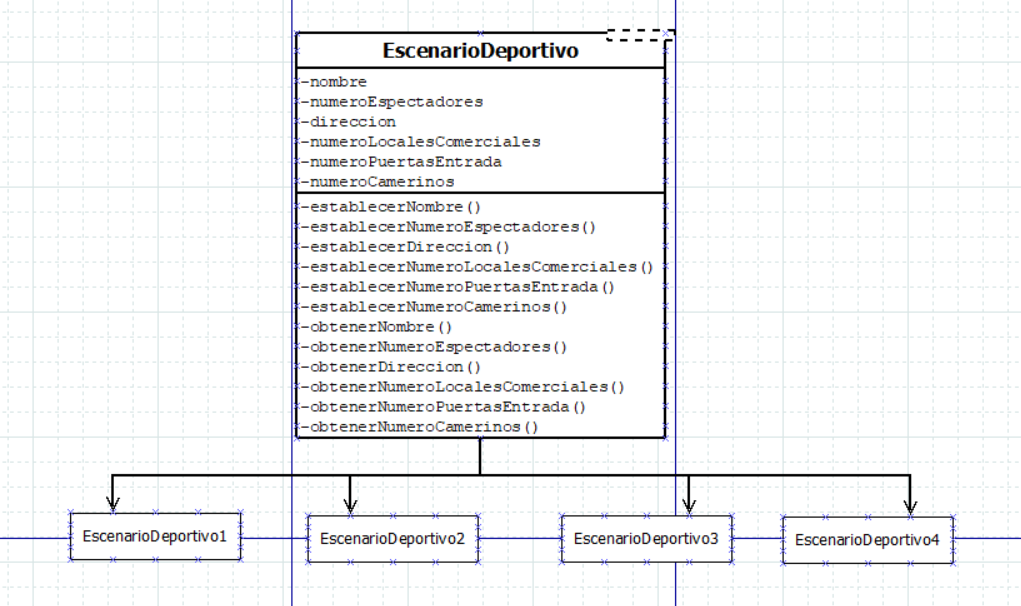 EscenarioDeportivo
-nombre
-numeroEspectadores
-direccion
-numeroLocalesComerciales
-numeroPuertasEntrada
-numeroCamerinos
-establecerNombre()
-establecerNumeroEspectadores()
-establecerDireccion()
-establecerNumeroLocalesComerciales()
-establecerNumeroPuertasEntrada()
-establecerNumeroCamerinos()
-obtenerNombre()
-obtenerNumeroEspectadores()
-obtenerDireccion()
-obtenerNumeroLocalesComerciales()
-obtenerNumeroPuertasEntrada()
-obtenerNumeroCamerinos()
EscenarioDeportivo1
EscenarioDeportivo2
EscenarioDeportivo3
EscenarioDeportivo4